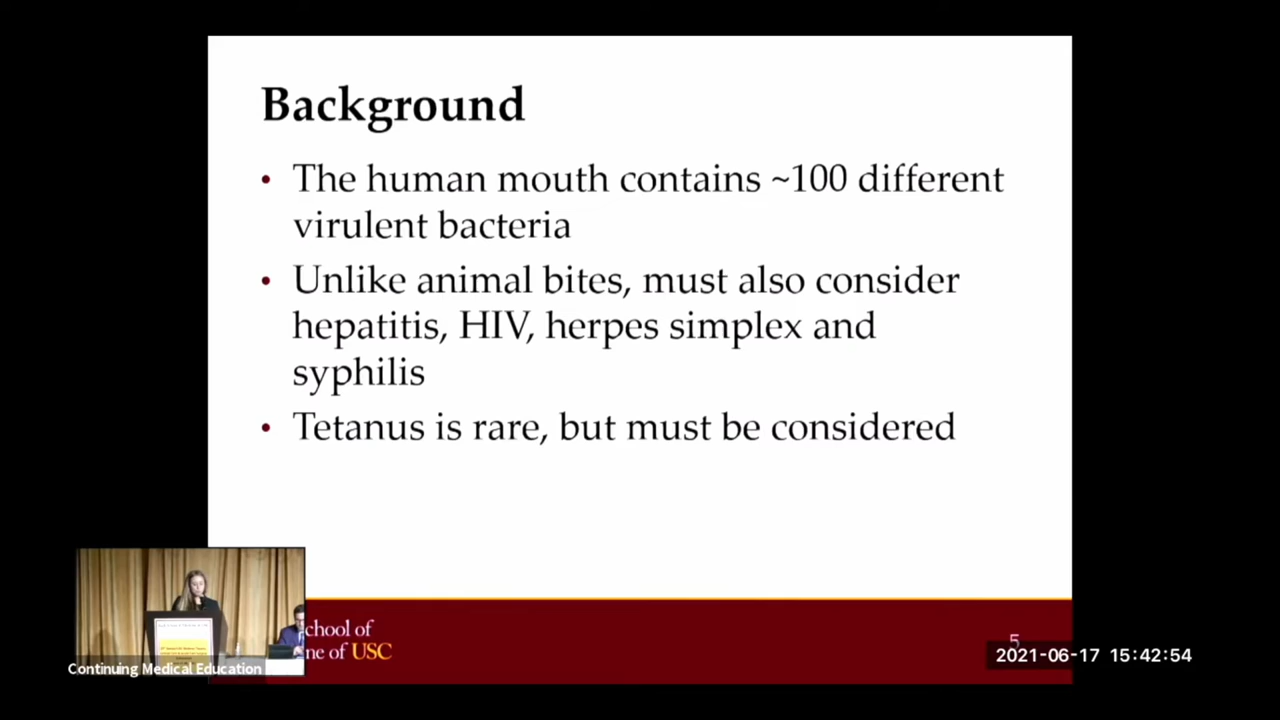 Background
• The human mouth contains ~100 different
virulent bacteria
• Unlike animal bites, must also consider
hepatitis, HIV, herpes simplex and
syphilis
• Tetanus is rare, but must be considered
chool of
ne of USC
5
2021-06-17 15:42:54
Continuing Medical Education